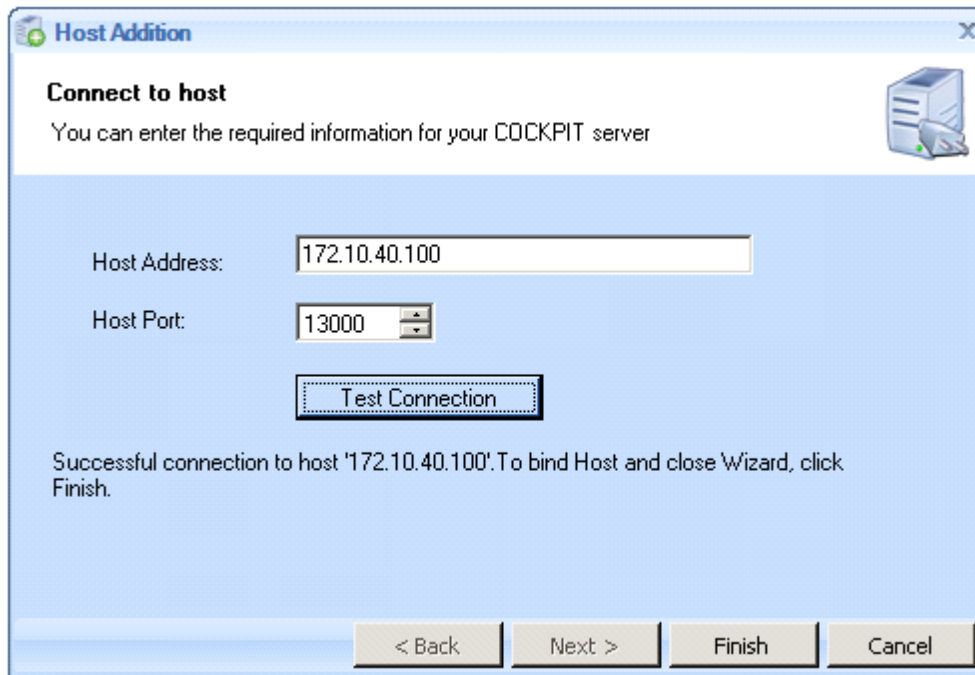 Host Addition
Connect to host
You can enter the required information for your COCKPIT server
Host Address: 172.10.40.100
Host Port: 13000
Test Connection
Successful connection to host '172.10.40.100'.To bind Host and close Wizard, click
Finish.
< Back Next > Finish Cancel